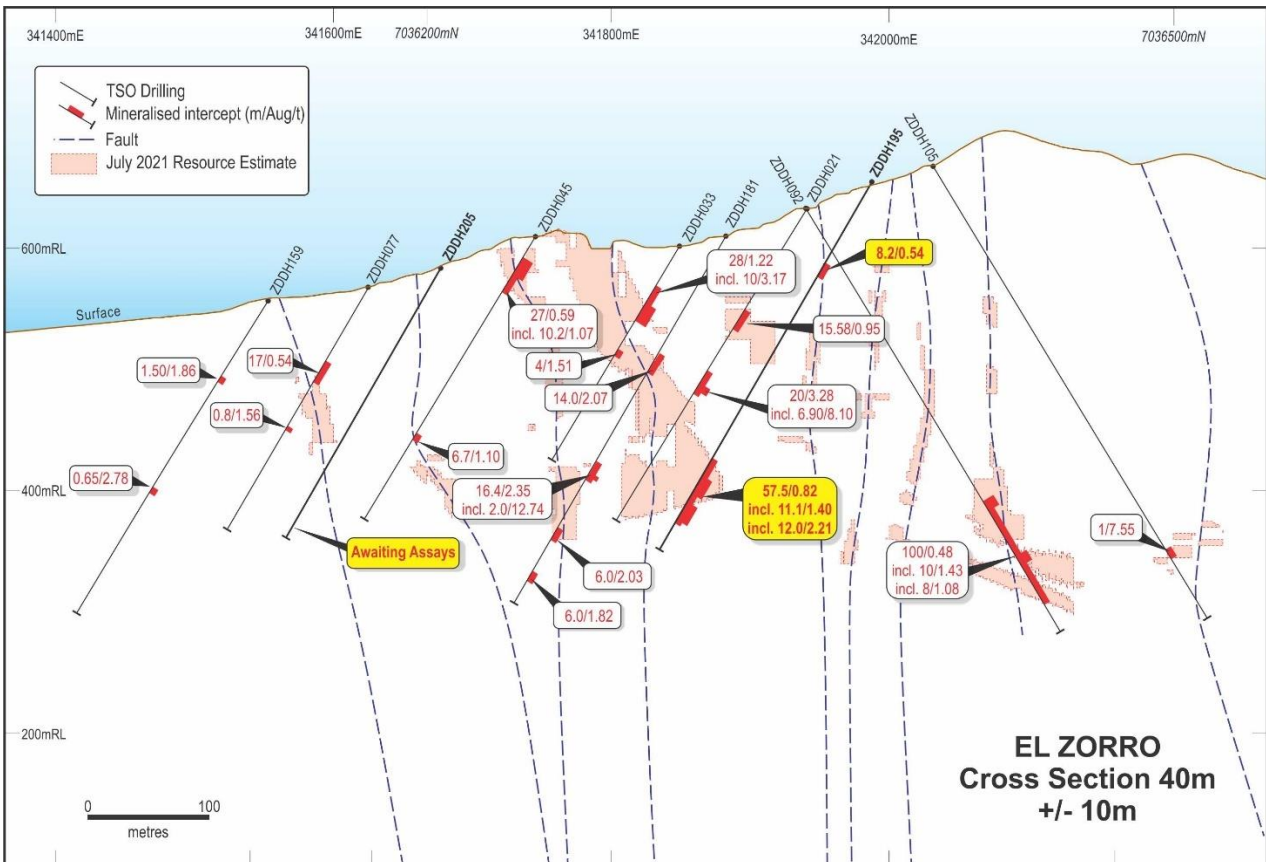 341400mE
341600mE
7036200mN
341800mE
342000mE
7036500mN
TSO Drilling
Mineralised intercept (m/Aug/t)
Fault
July 2021 Resource Estimate
ZDDH159
ZDDH077
ZDDH205
ZDDH045
ZDDH033
ZDDH181
ZDDH092
ZDDH021
ZDDH195
ZDDH105
600mRL
Surface
8.2/0.54
28/1.22
incl. 10/3.17
27/0.59
incl. 10.2/1.07
15.58/0.95
1.50/1.86
17/0.54
4/1.51
14.0/2.07
20/3.28
incl. 6.90/8.10
0.8/1.56
6.7/1.10
0.65/2.78
400mRL
16.4/2.35
incl. 2.0/12.74
57.5/0.82
incl. 11.1/1.40
incl. 12.0/2.21
Awaiting Assays
1/7.55
100/0.48
incl. 10/1.43
incl. 8/1.08
6.0/2.03
6.0/1.82
200mRL
EL ZORRO
Cross Section 40m
+/- 10m
0
100
metres